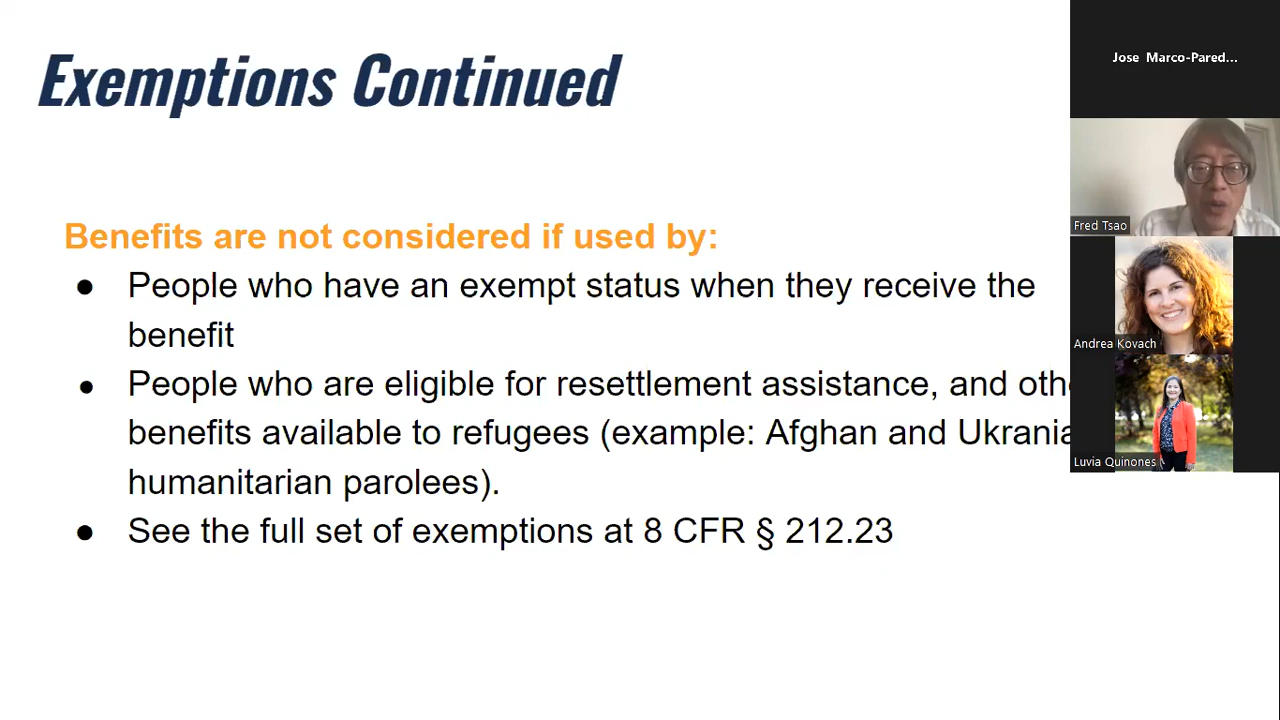 Exemptions Continued
Benefits are not considered if used by:
● People who have an exempt status when they receive the
benefit
● People who are eligible for resettlement assistance, and othe
benefits available to refugees (example: Afghan and Ukrania
humanitarian parolees).
● See the full set of exemptions at 8 CFR § 212.23
Jose Marco-Pared...
Fred Tsao
Andrea Kovach
Luvia Quinones (